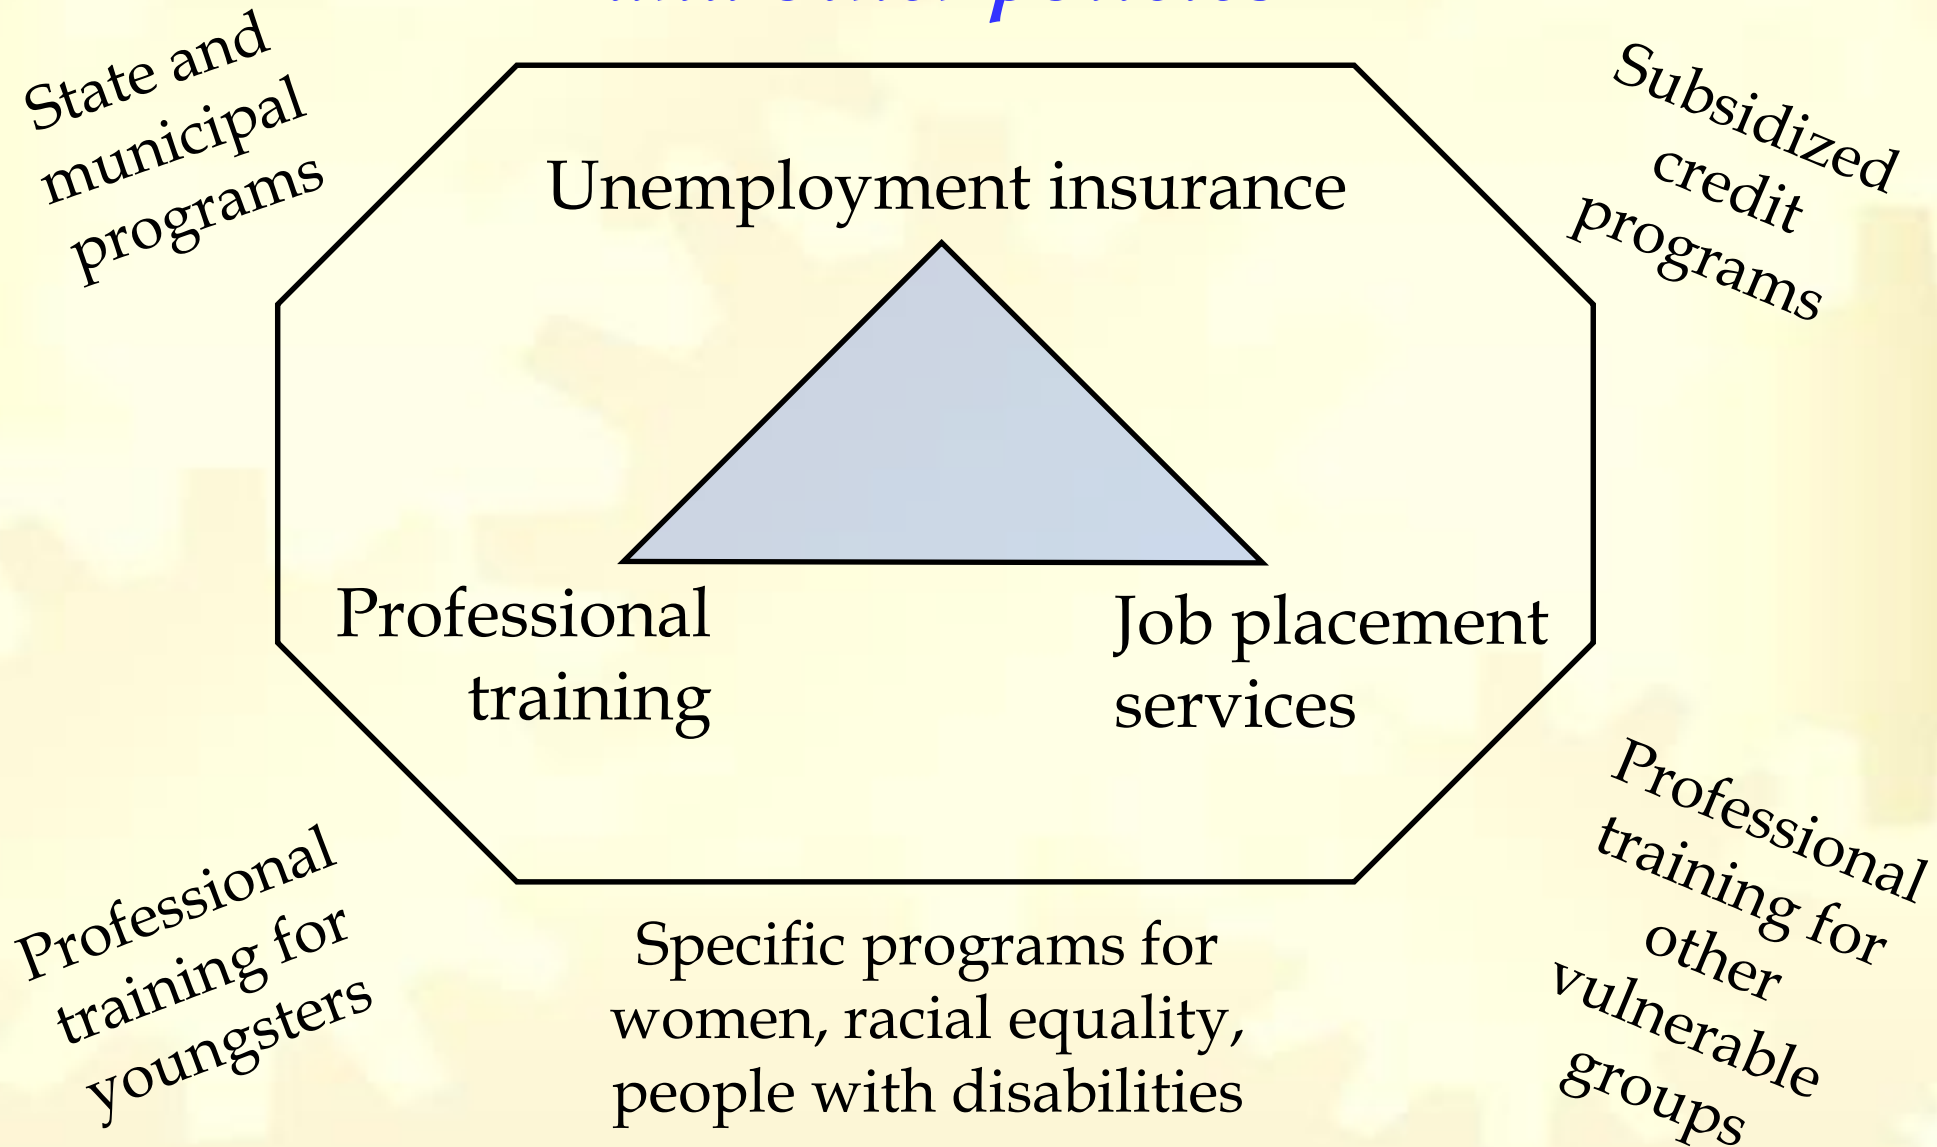 State and
municipal
programs
Subsidized
credit
programs
Unemployment insurance
Professional
training
Job placement
services
Professional
training for
youngsters
Specific programs for
women, racial equality,
people with disabilities
Professional
training for
other
vulnerable
groups